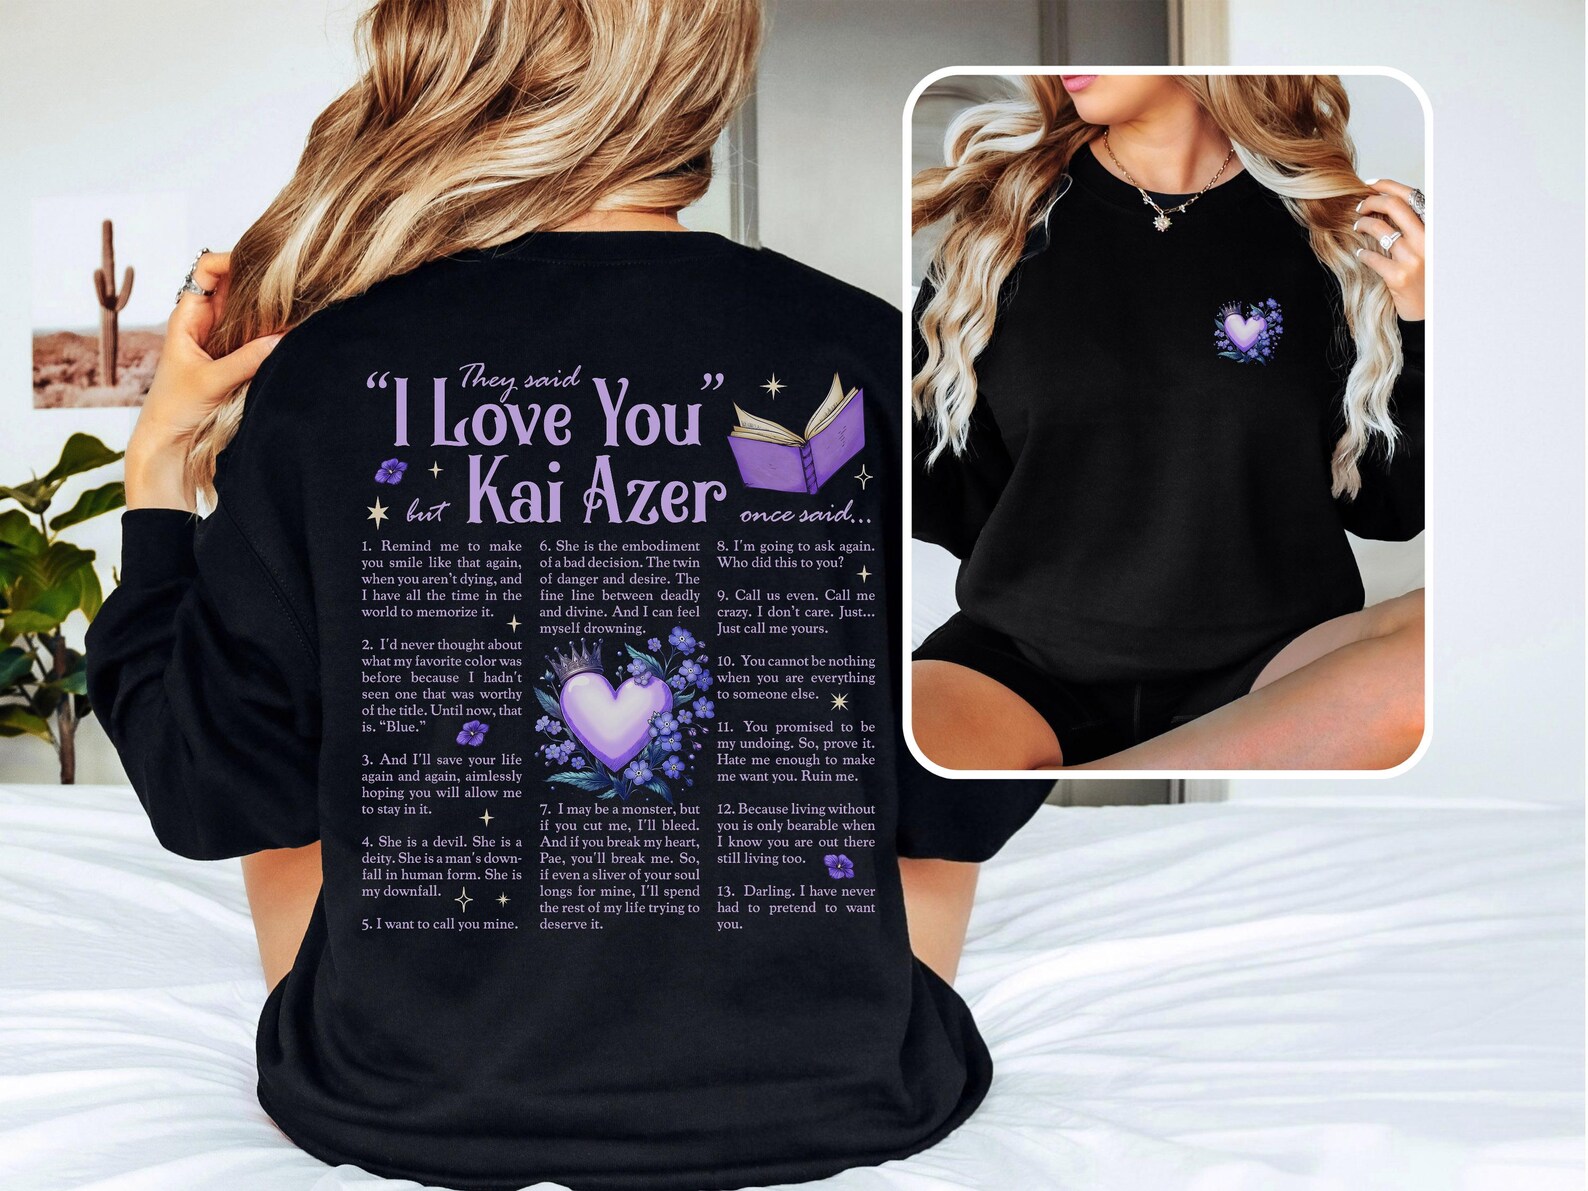 They said
“I Love You”
but Kai Azer once said...
1. Remind me to make
you smile like that again,
when you aren't dying, and
I have all the time in the
world to memorize it.
2. I'd never thought about
what my favorite color was
before because I hadn't
seen one that was worthy
of the title. Until now, that
is. “Blue.”
3. And I'll save your life
again and again, aimlessly
hoping you will allow me
to stay in it.
4. She is a devil. She is a
deity. She is a man's down-
fall in human form. She is
my downfall.
5. I want to call you mine.
6. She is the embodiment
of a bad decision. The twin
of danger and desire. The
fine line between deadly
and divine. And I can feel
myself drowning.
7. I may be a monster, but
if you cut me, I'll bleed.
And if you break my heart,
Pae, you'll break me. So,
if even a sliver of your soul
longs for mine, I'll spend
the rest of my life trying to
deserve it.
8. I'm going to ask again.
Who did this to you?
9. Call us even. Call me
crazy. I don't care. Just...
Just call me yours.
10. You cannot be nothing
when you are everything
to someone else.
11. You promised to be
my undoing. So, prove it.
Hate me enough to make
me want you. Ruin me.
12. Because living without
you is only bearable when
I know you are out there
still living too.
13. Darling. I have never
had to pretend to want
you.